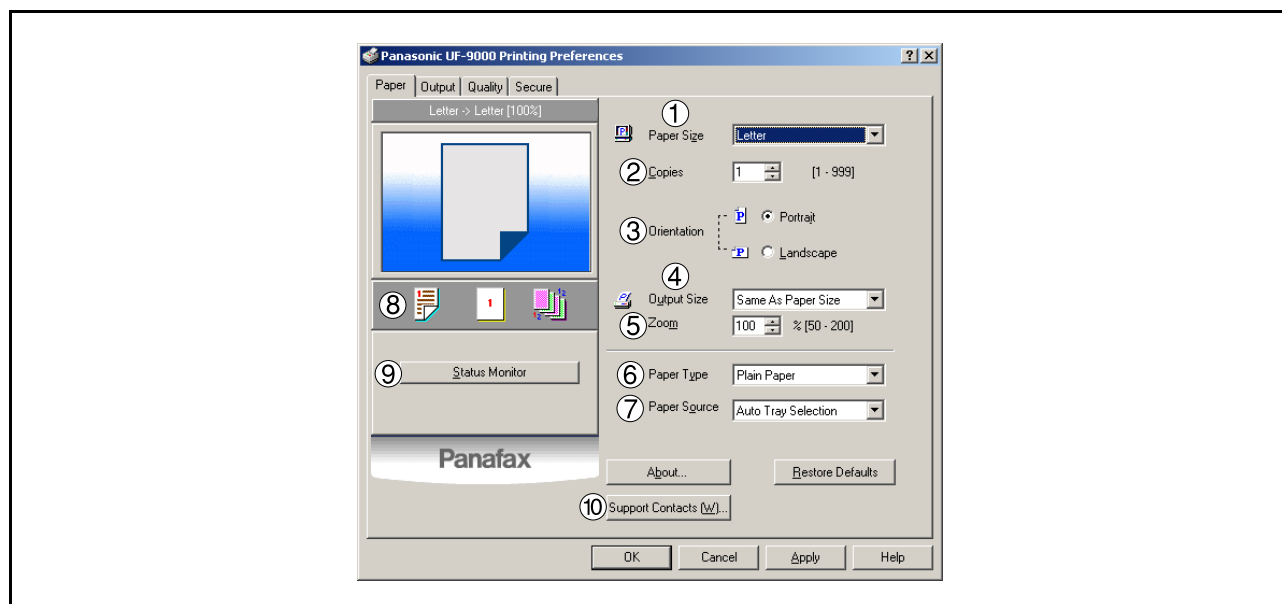 Panasonic UF-9000 Printing Preferences
Paper Output Quality Secure
Letter -> Letter [100%]
① Paper Size Letter
② Copies 1 [1 - 999]
③ Orientation
P Portrait
P Landscape
④ Output Size Same As Paper Size
⑤ Zoom 100 % [50 - 200]
⑧ 1 1 12 12
⑨ Status Monitor
⑥ Paper Type Plain Paper
⑦ Paper Source Auto Tray Selection
Panafax
About... Restore Defaults
⑩ Support Contacts (W)...
OK Cancel Apply Help